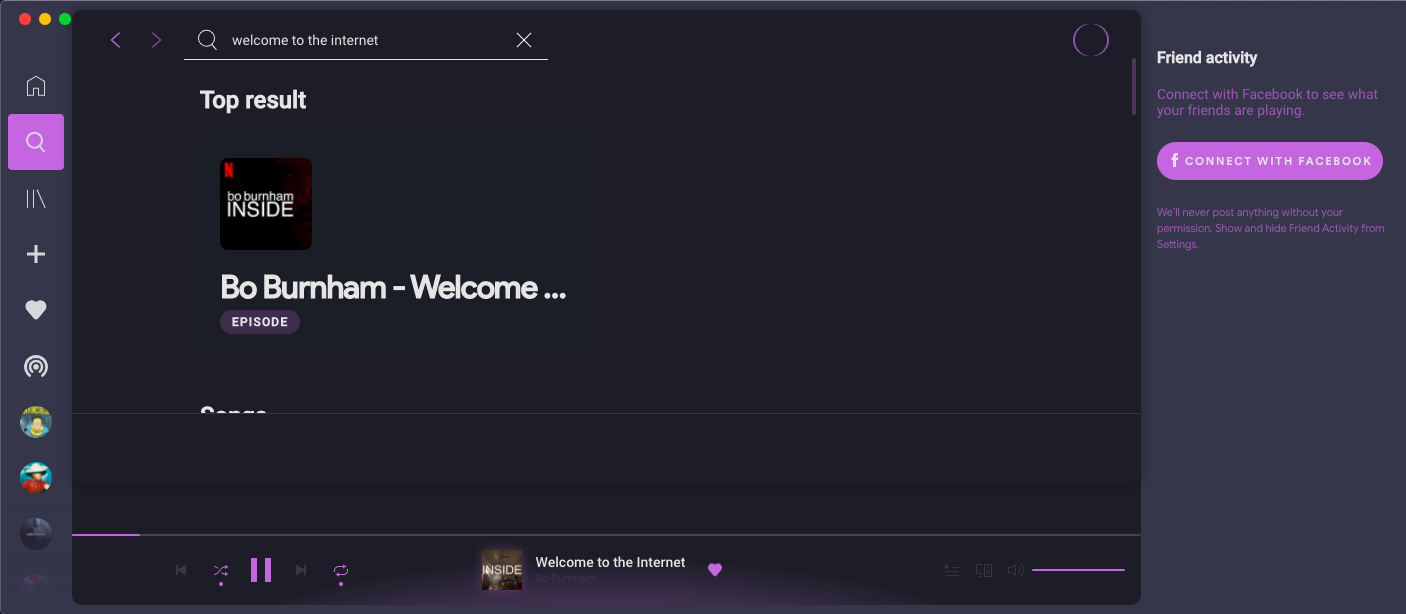 welcome to the internet
Top result
N
bo burnham
INSIDE
Bo Burnham - Welcome ...
EPISODE
Songs
INSIDE
Welcome to the Internet
Bo Burnham
Friend activity
Connect with Facebook to see what
your friends are playing.
f CONNECT WITH FACEBOOK
We'll never post anything without your
permission. Show and hide Friend Activity from
Settings.